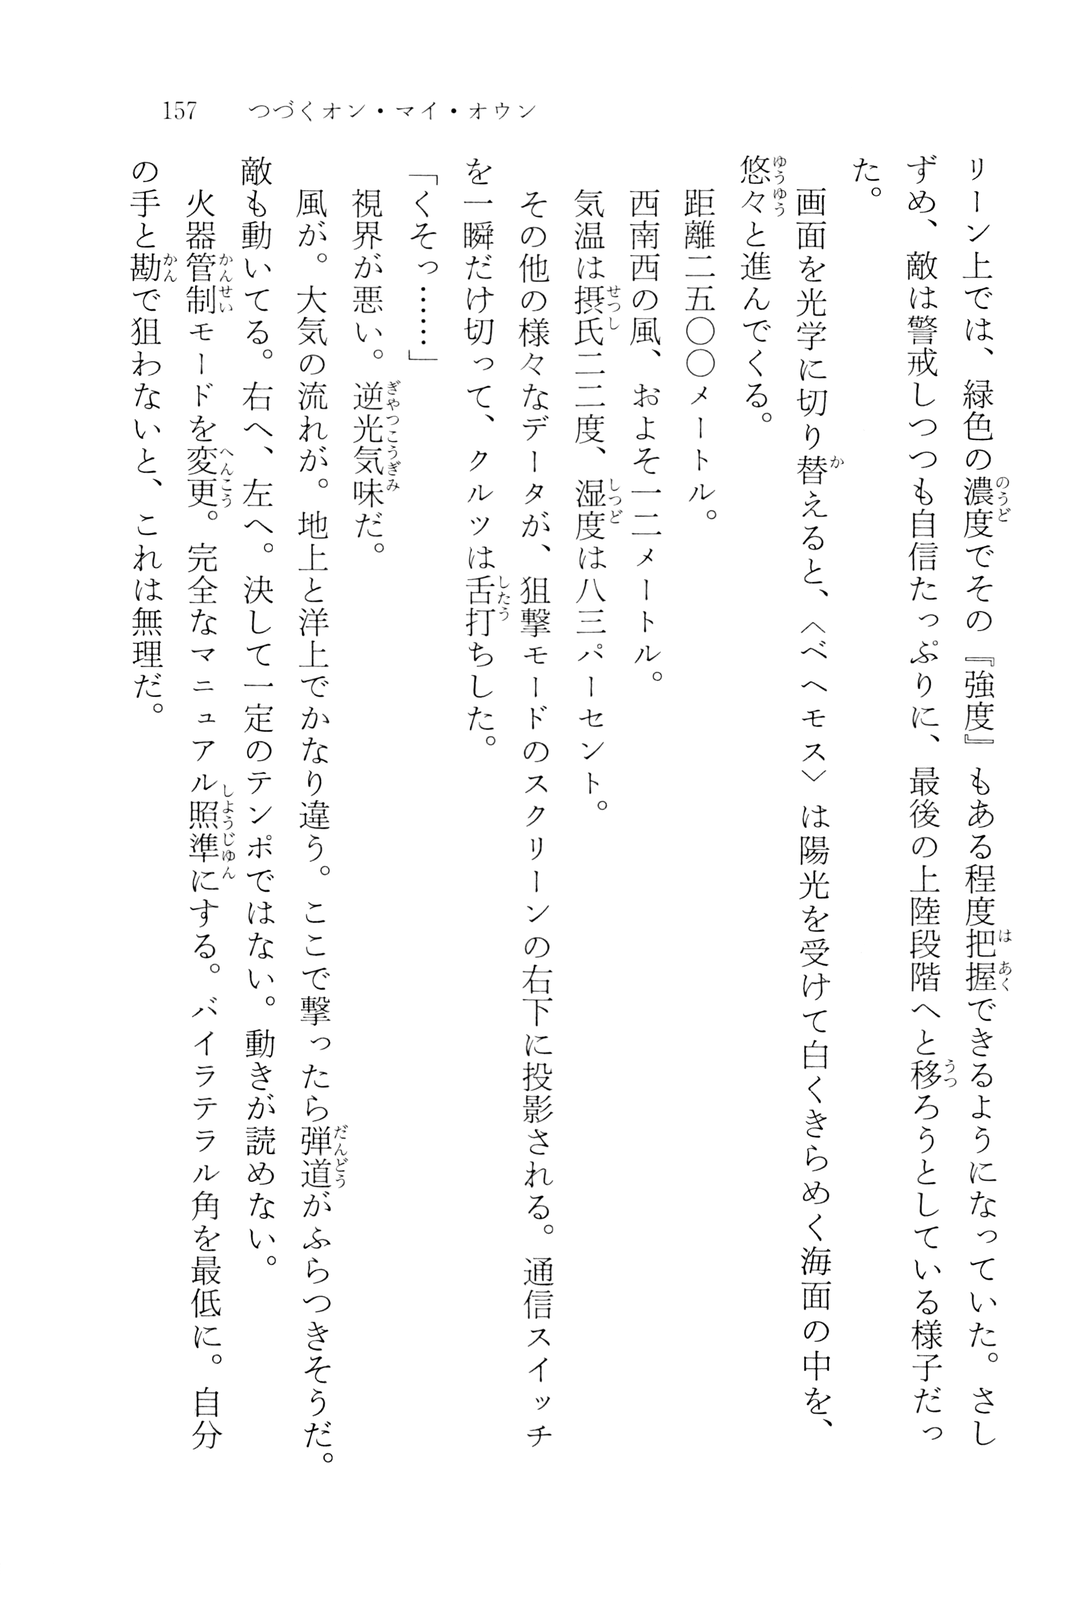 157　つづくオン・マイ・オウン
リーン上では、緑色の濃度でその『強度』もある程度把握できるようになっていた。さし
ずめ、敵は警戒しつつも自信たっぷりに、最後の上陸段階へと移ろうとしている様子だっ
た。
画面を光学に切り替えると、〈ベヘモス〉は陽光を受けて白くきらめく海面の中を、
悠々と進んでくる。
距離二五〇〇メートル。
西南西の風、およそ一二メートル。
気温は摂氏二二度、湿度は八三パーセント。
その他の様々なデータが、狙撃モードのスクリーンの右下に投影される。通信スイッチ
を一瞬だけ切って、クルツは舌打ちした。
「くそっ……」
視界が悪い。逆光気味だ。
風が。大気の流れが。地上と洋上でかなり違う。ここで撃ったら弾道がふらつきそうだ。
敵も動いてる。右へ、左へ。決して一定のテンポではない。動きが読めない。
火器管制モードを変更。完全なマニュアル照準にする。バイラテラル角を最低に。自分
の手と勘で狙わないと、これは無理だ。